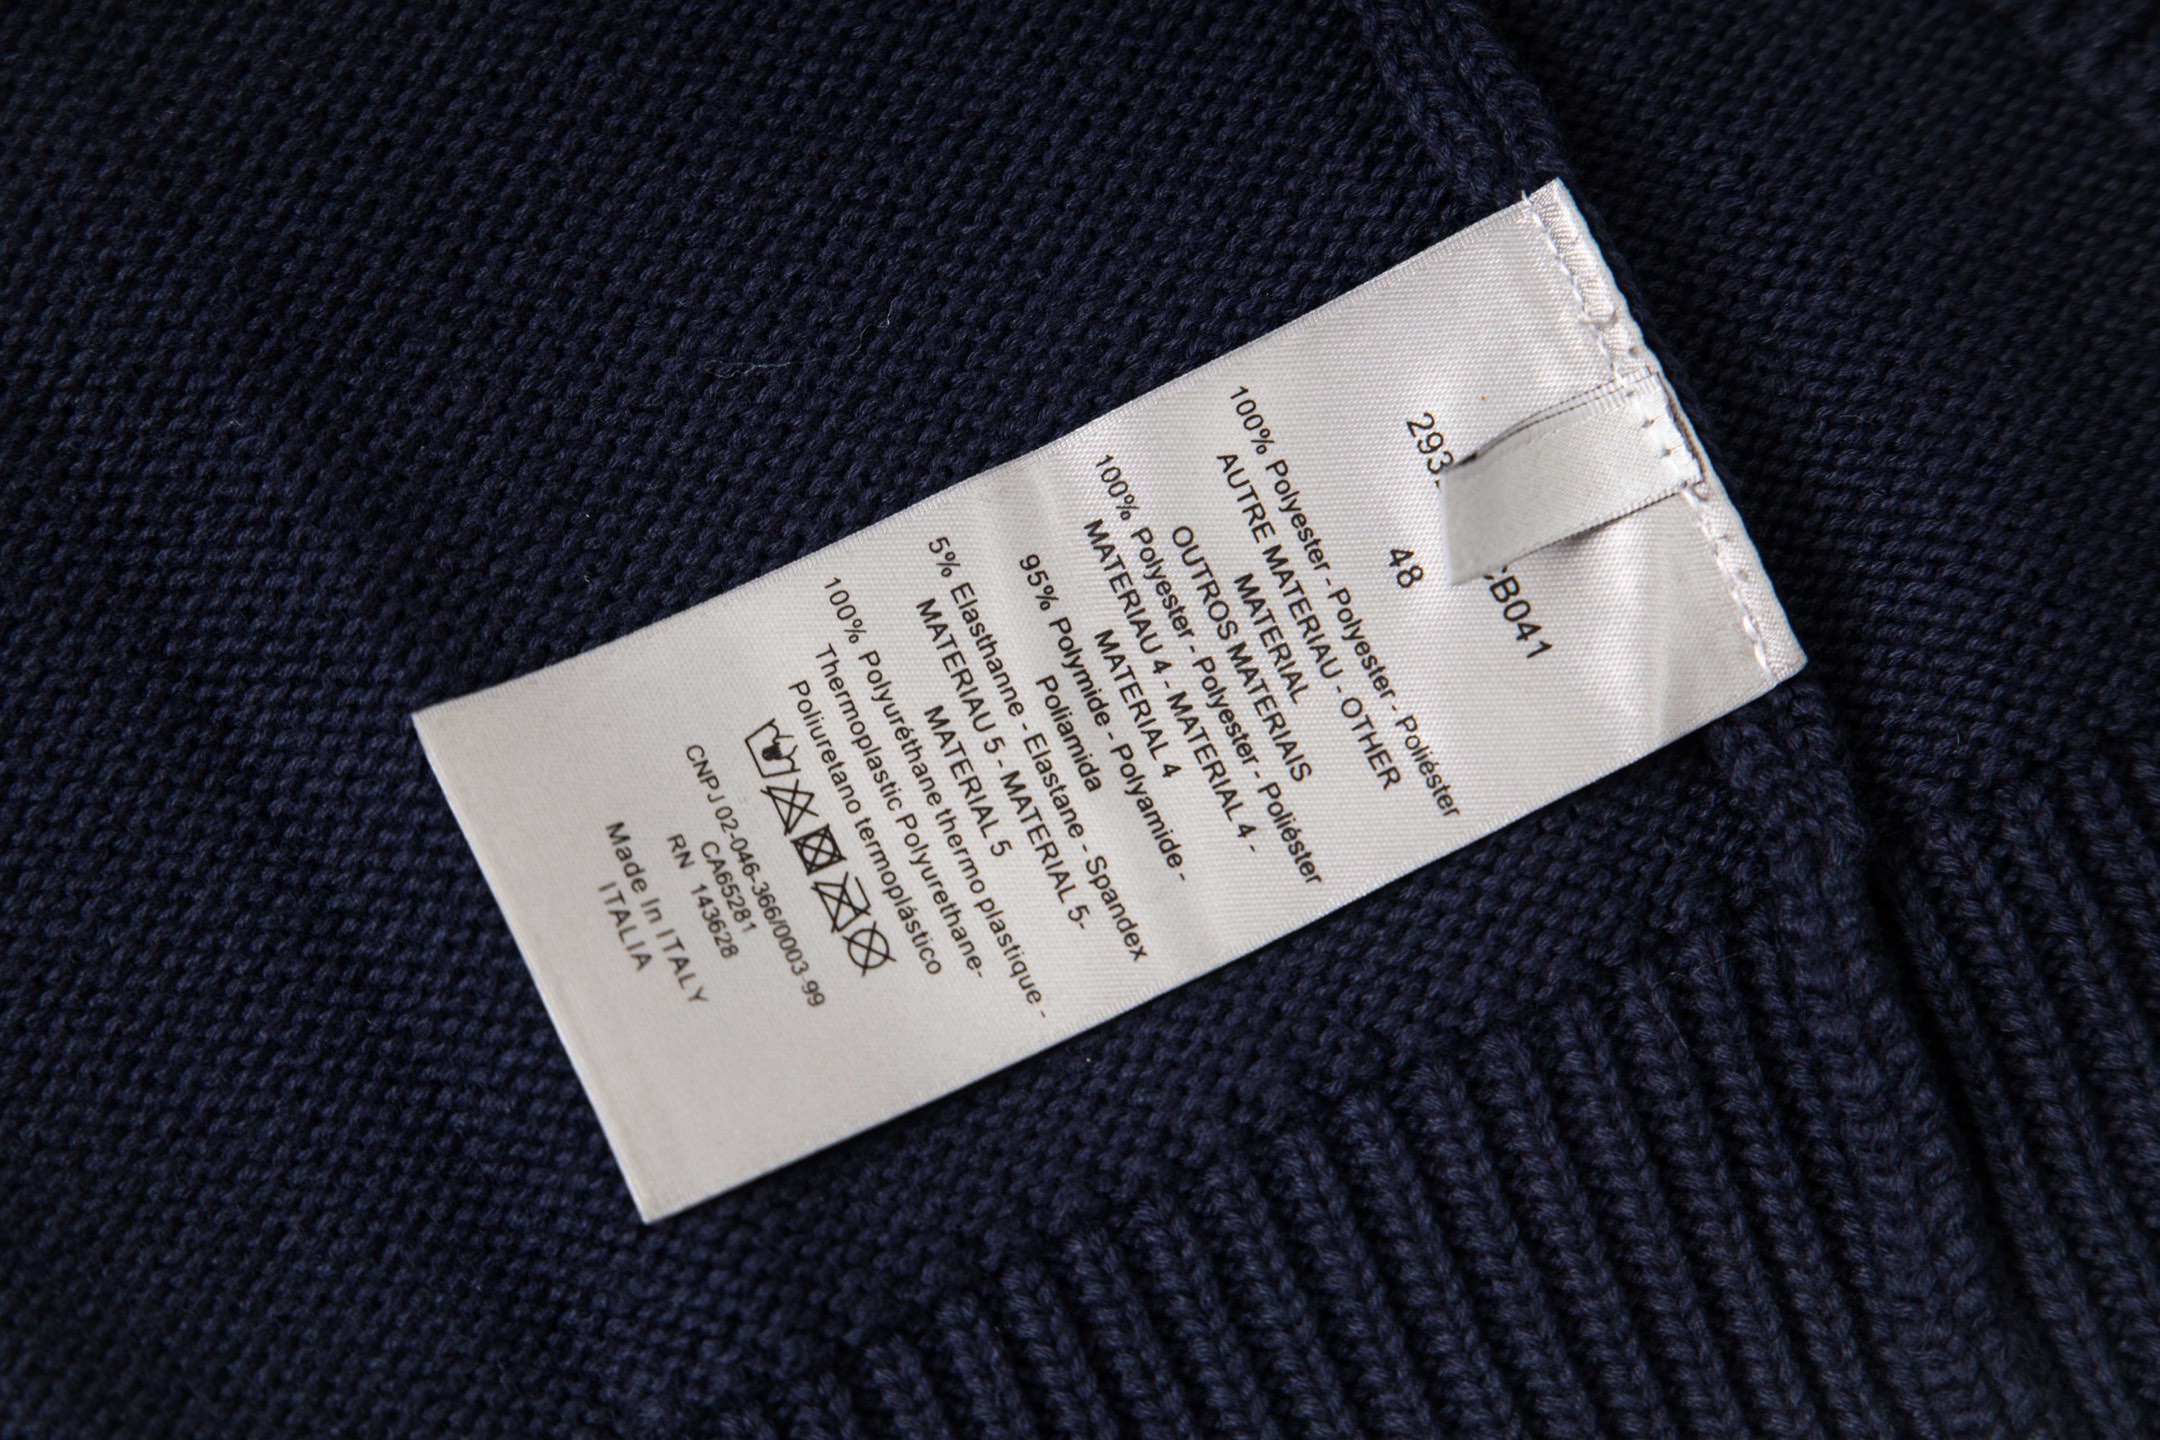 293 CB041
48
100% Polyester - Polyester - Poliéster
AUTRE MATERIAU - OTHER
MATERIAL
OUTROS MATERIAIS
100% Polyester - Polyester - Poliéster
MATERIAU 4 - MATERIAL 4 -
MATERIAL 4
95% Polymide - Polyamide -
Poliamida
5% Elasthanne - Elastane - Spandex
MATERIAU 5 - MATERIAL 5-
MATERIAL 5
100% Polyuréthane thermo plastique -
Thermoplastic Polyurethane-
Poliuretano termoplástico
CNPJ 02-046-366/0003-99
CA65281
RN 143628
Made In ITALY
ITALIA